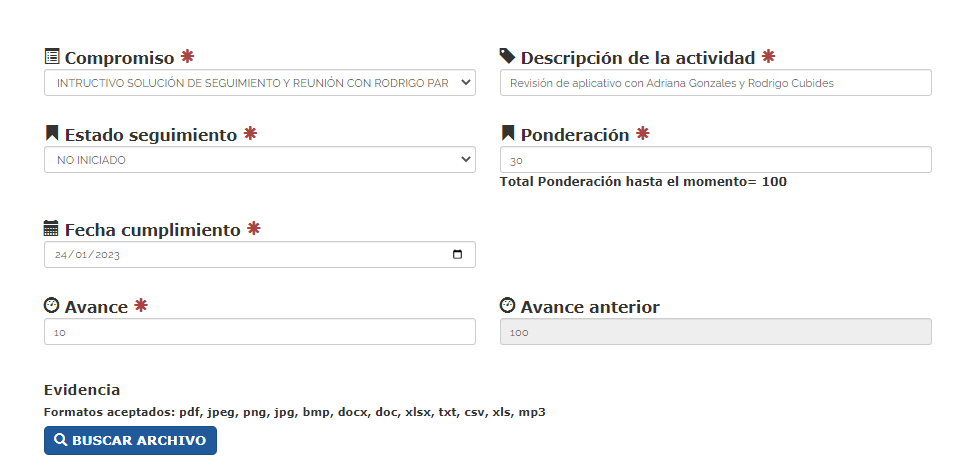 Compromiso *
Descripción de la actividad *
INTRUCTIVO SOLUCIÓN DE SEGUIMIENTO Y REUNIÓN CON RODRIGO PAR
Revisión de aplicativo con Adriana Gonzales y Rodrigo Cubides
Estado seguimiento *
Ponderación *
NO INICIADO
30
Total Ponderación hasta el momento= 100
Fecha cumplimiento *
24/01/2023
Avance *
Avance anterior
10
100
Evidencia
Formatos aceptados: pdf, jpeg, png, jpg, bmp, docx, doc, xlsx, txt, csv, xls, mp3
BUSCAR ARCHIVO